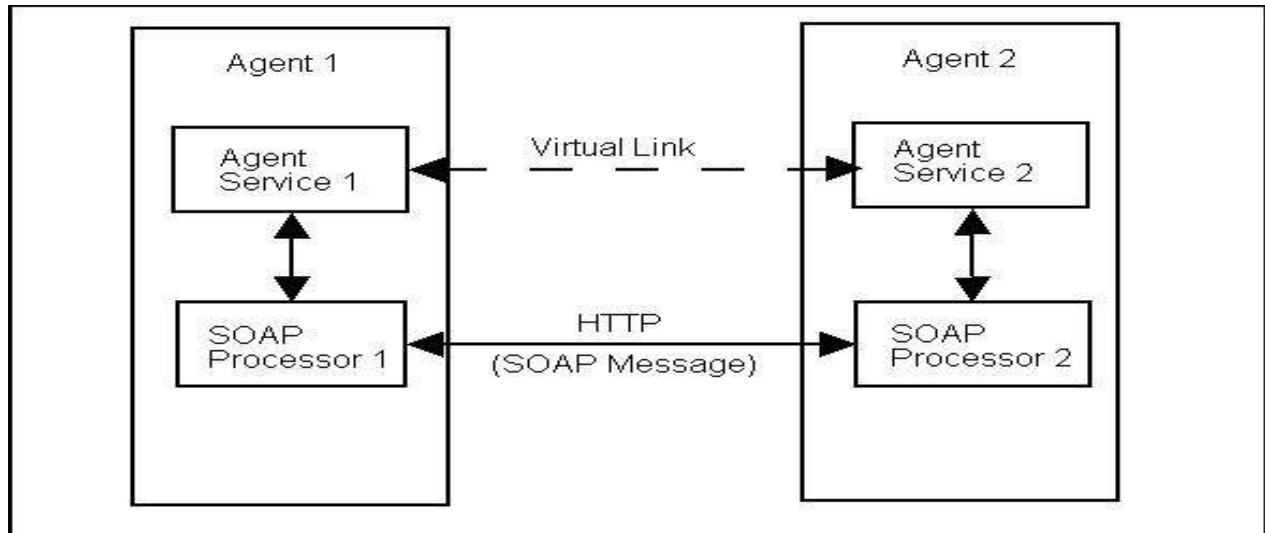 Agent 1
Agent 2
Agent
Service 1
Virtual Link
Agent
Service 2
SOAP
Processor 1
HTTP
(SOAP Message)
SOAP
Processor 2